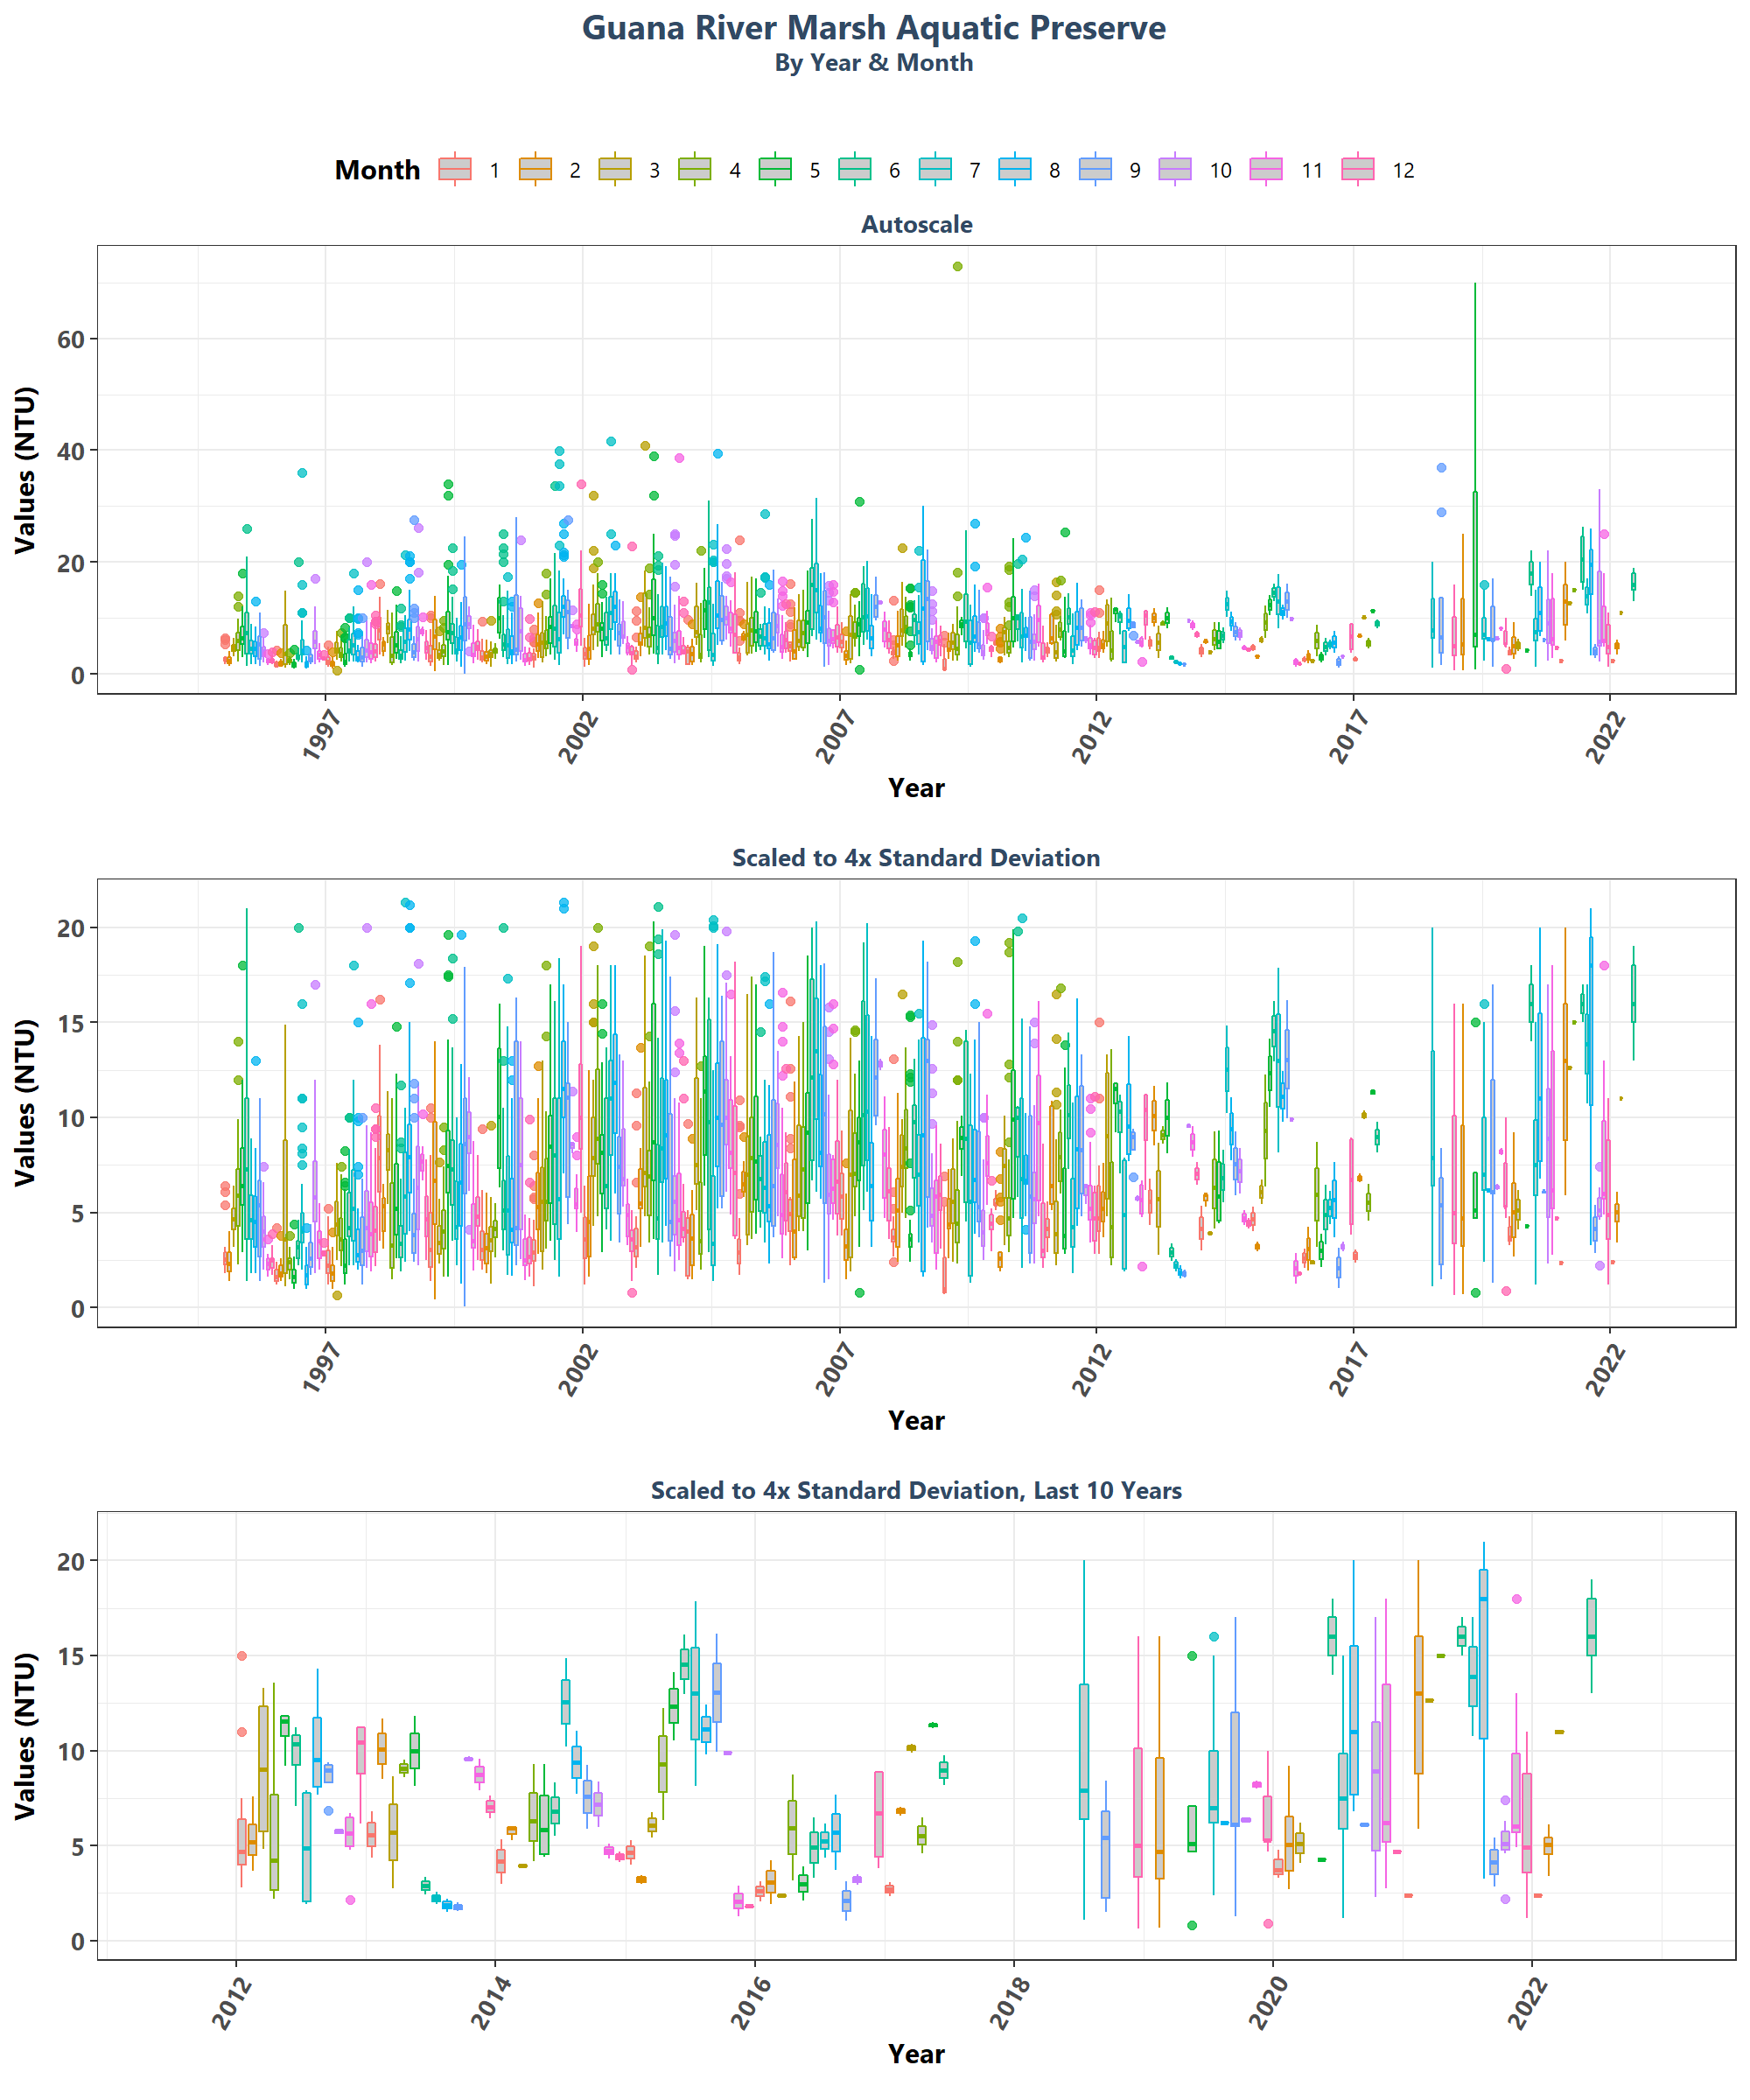 Guana River Marsh Aquatic Preserve
By Year & Month
Month 1 2 3 4 5 6 7 8 9 10 11 12
Autoscale
Values (NTU)
60
40
20
0
1997 2002 2007 2012 2017 2022
Year
Scaled to 4x Standard Deviation
Values (NTU)
20
15
10
5
0
1997 2002 2007 2012 2017 2022
Year
Scaled to 4x Standard Deviation, Last 10 Years
Values (NTU)
20
15
10
5
0
2012 2014 2016 2018 2020 2022
Year